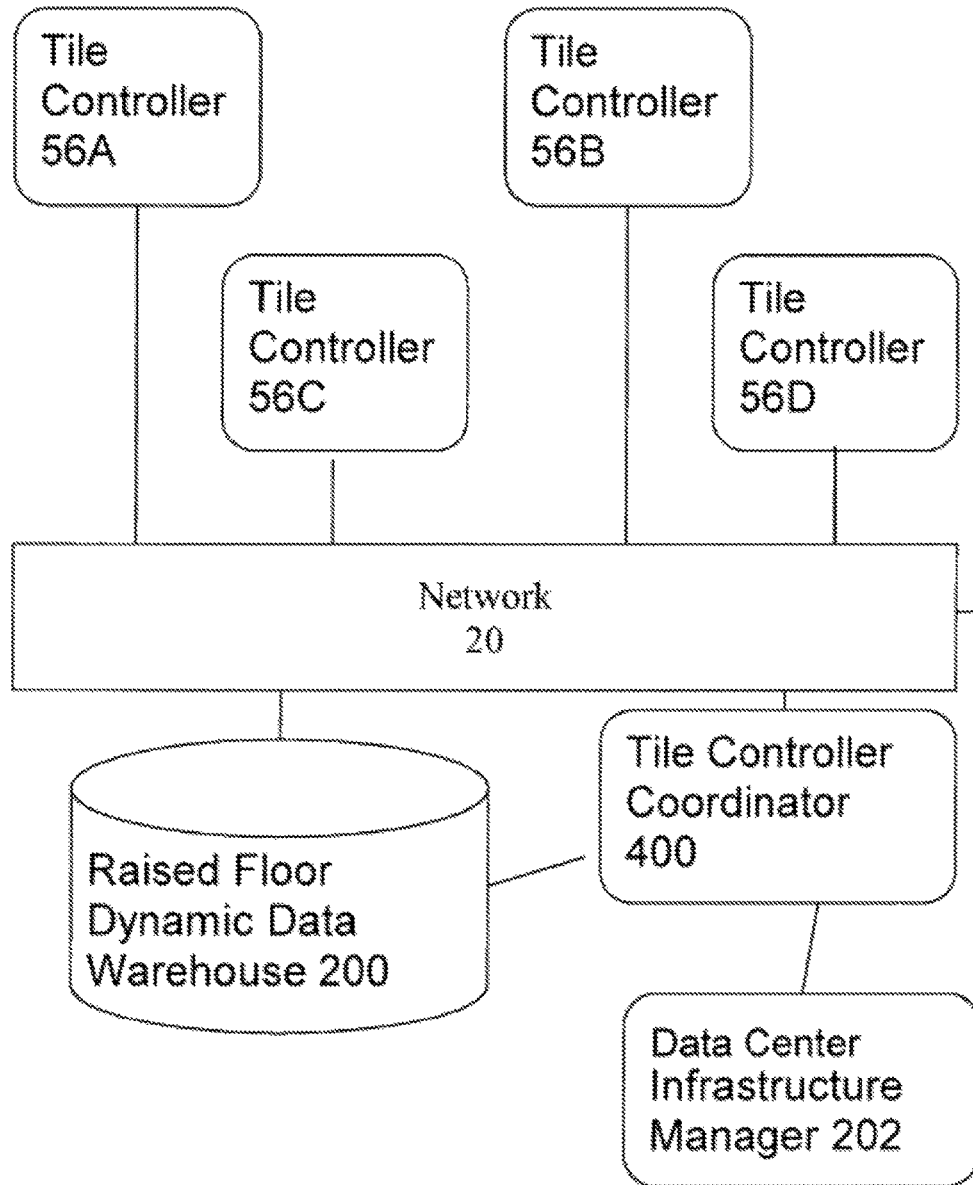 Tile
Controller
56A
Tile
Controller
56B
Tile
Controller
56C
Tile
Controller
56D
Network
20
Raised Floor
Dynamic Data
Warehouse 200
Tile Controller
Coordinator
400
Data Center
Infrastructure
Manager 202